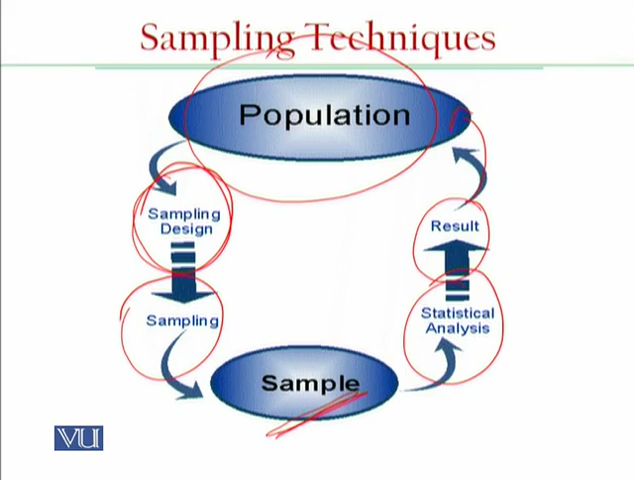 Sampling Techniques
Population
Sampling
Design
Result
Sampling
Statistical
Analysis
Sample
VU